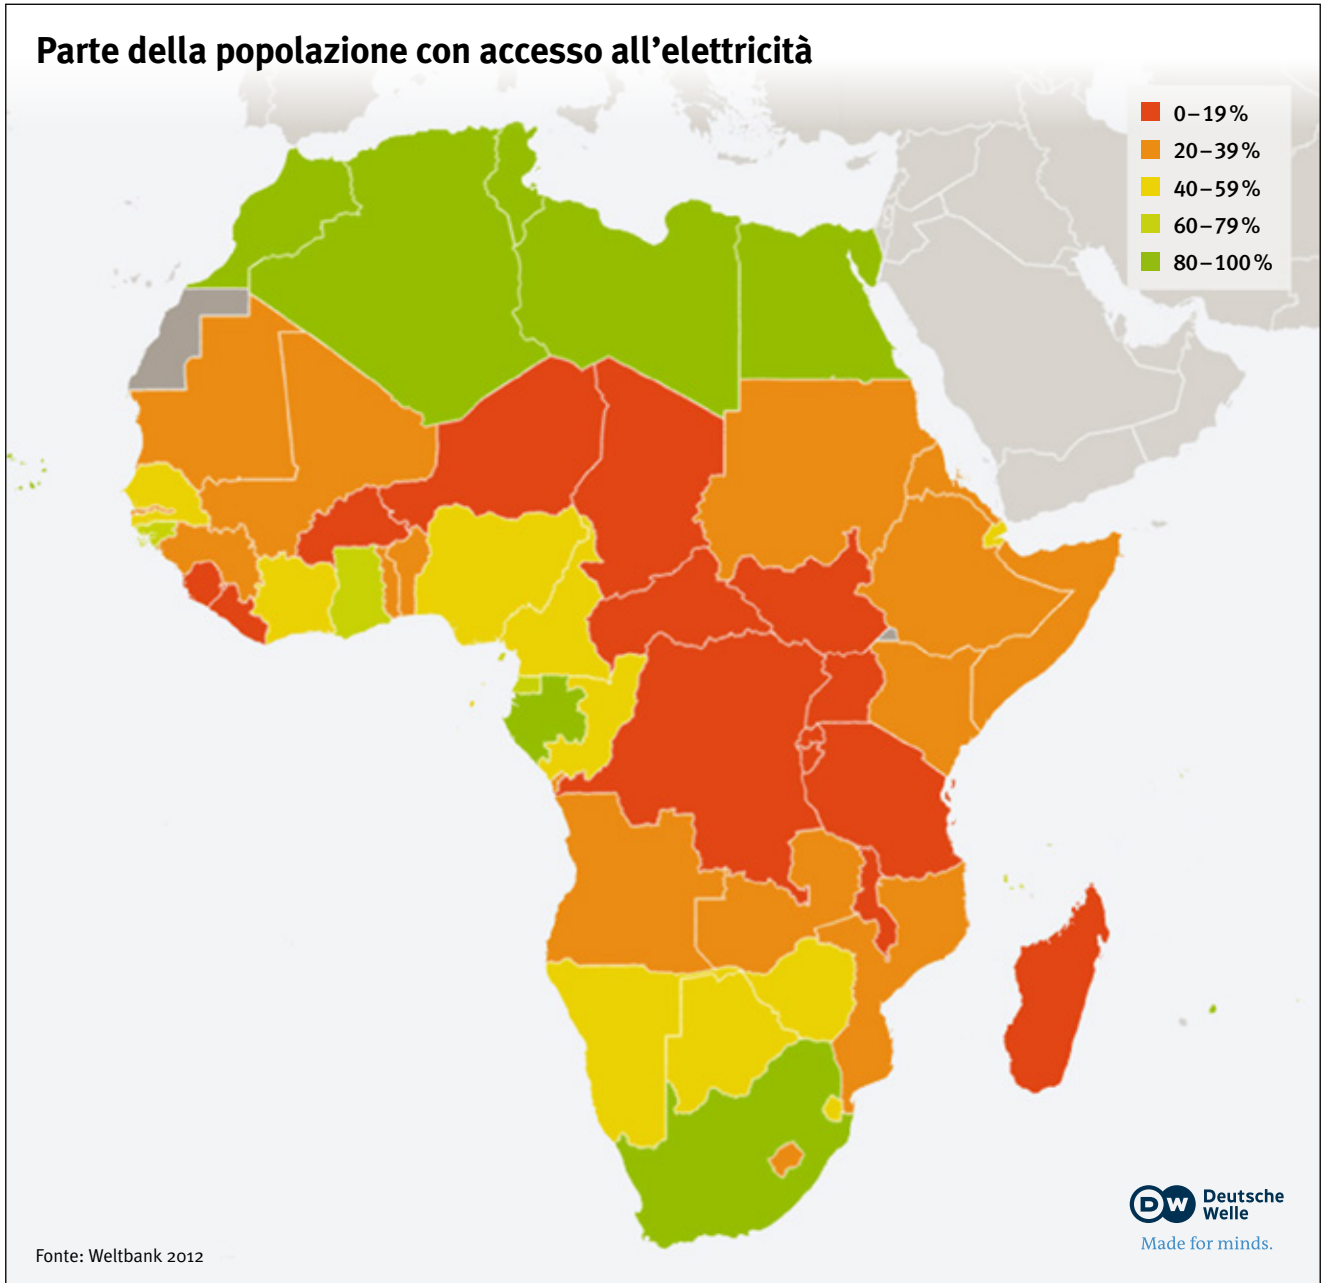 Parte della popolazione con accesso all’elettricità
0–19 %
20–39 %
40–59 %
60–79 %
80–100 %
DW Deutsche
Welle
Made for minds.
Fonte: Weltbank 2012